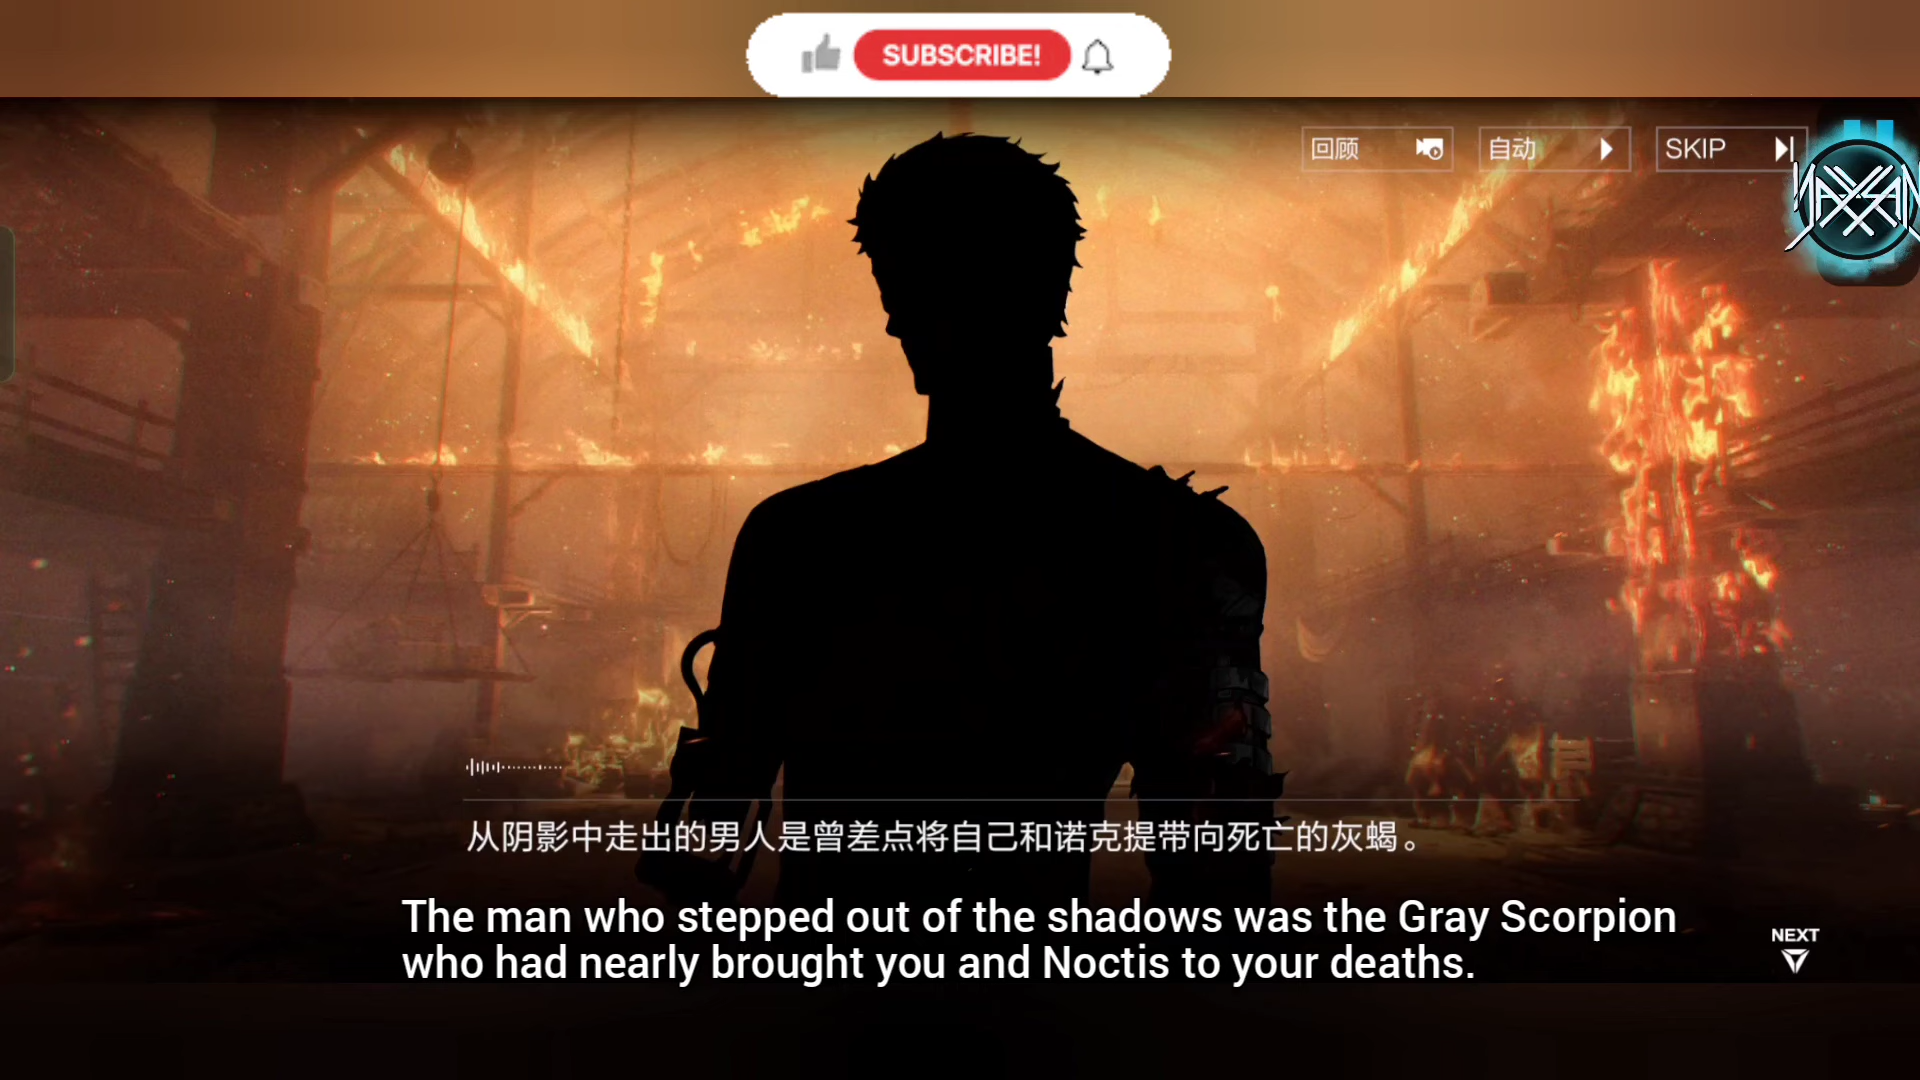 SUBSCRIBE!
回顾
自动
SKIP
从阴影中走出的男人是曾差点将自己和诺克提带向死亡的灰蝎。
The man who stepped out of the shadows was the Gray Scorpion
who had nearly brought you and Noctis to your deaths.
NEXT